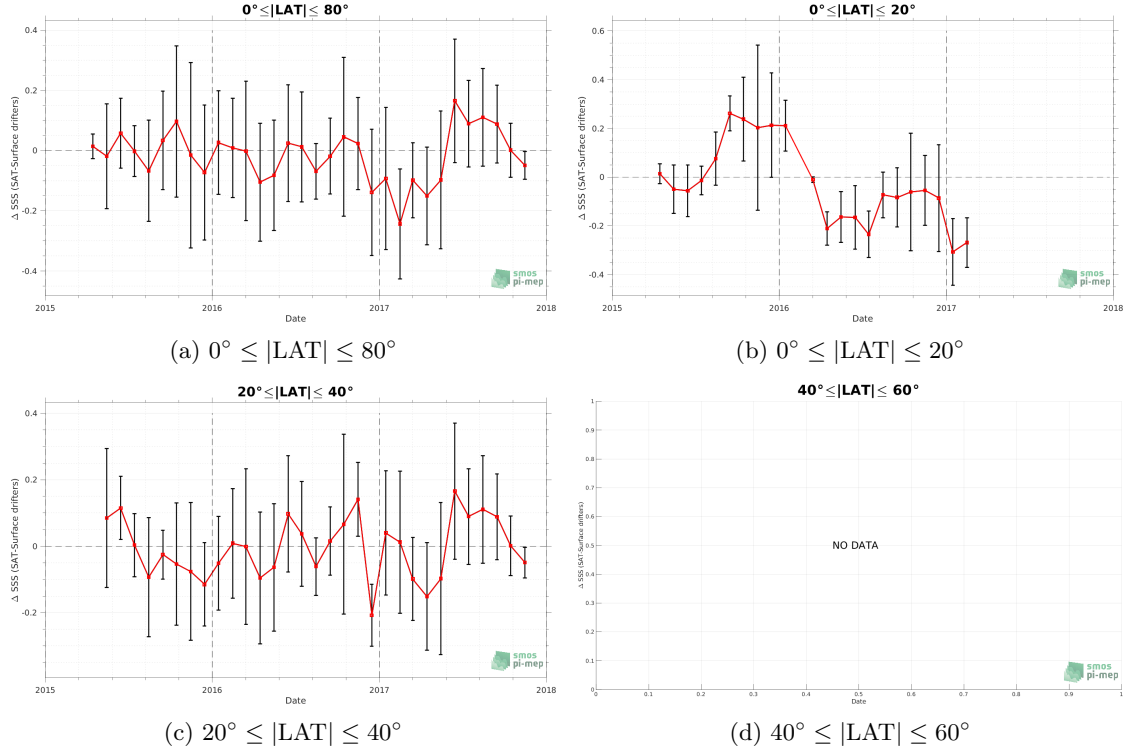 0°≤|LAT|≤ 80°
Δ SSS (SAT-Surface drifters)
0.4
0.2
0
-0.2
-0.4
2015 2016 2017 2018
Date
smos
pi-mep
(a) 0° ≤ |LAT| ≤ 80°
0°≤|LAT|≤ 20°
Δ SSS (SAT-Surface drifters)
0.6
0.4
0.2
0
-0.2
-0.4
2015 2016 2017 2018
Date
smos
pi-mep
(b) 0° ≤ |LAT| ≤ 20°
20°≤|LAT|≤ 40°
Δ SSS (SAT-Surface drifters)
0.4
0.2
0
-0.2
2015 2016 2017 2018
Date
smos
pi-mep
(c) 20° ≤ |LAT| ≤ 40°
40°≤|LAT|≤ 60°
Δ SSS (SAT-Surface drifters)
1
0.9
0.8
0.7
0.6
0.5
0.4
0.3
0.2
0.1
0
NO DATA
0 0.1 0.2 0.3 0.4 0.5 0.6 0.7 0.8 0.9 1
Date
smos
pi-mep
(d) 40° ≤ |LAT| ≤ 60°